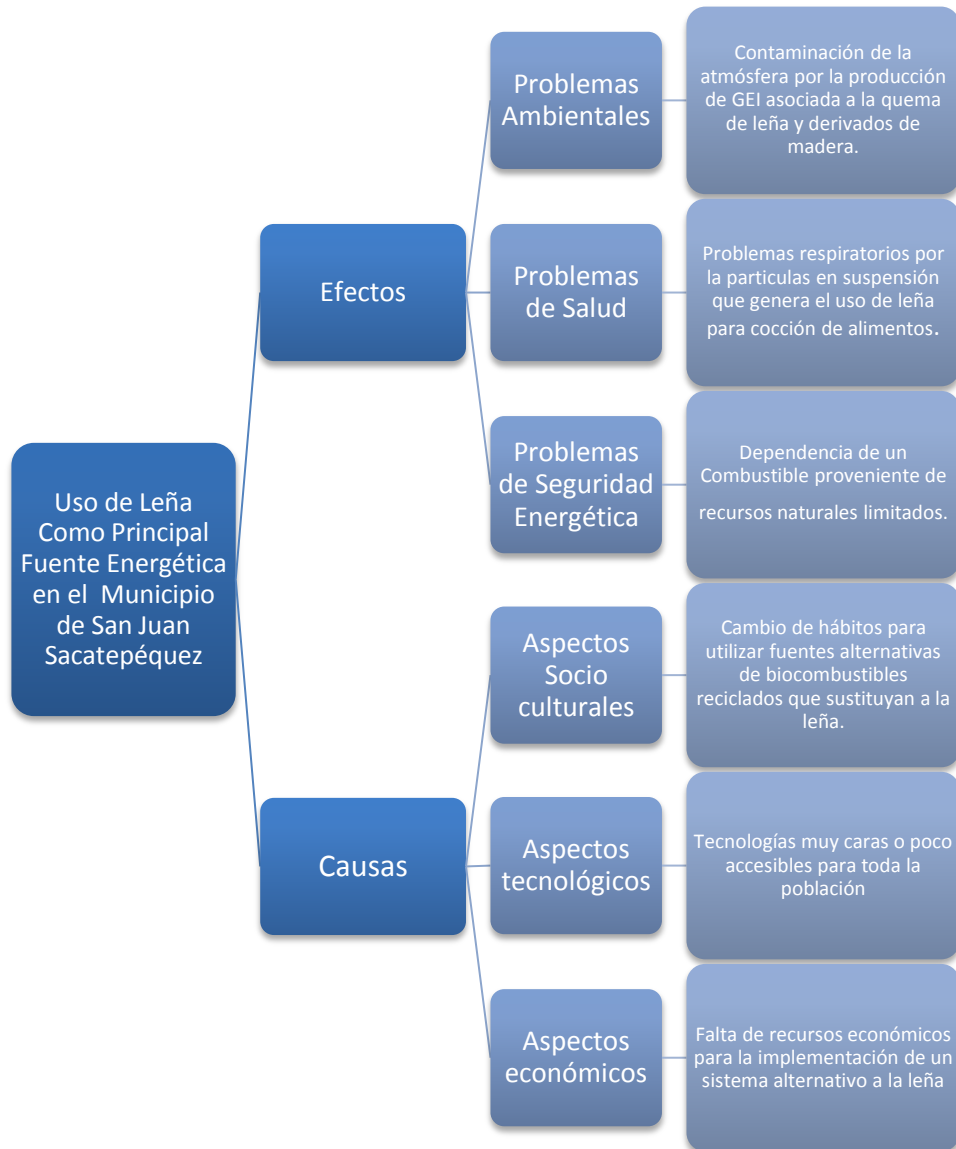 Uso de Leña
Como Principal
Fuente Energética
en el Municipio
de San Juan
Sacatepéquez
Efectos
Problemas
Ambientales
Contaminación de la
atmósfera por la producción
de GEI asociada a la quema
de leña y derivados de
madera.
Problemas
de Salud
Problemas respiratorios por
la particulas en suspensión
que genera el uso de leña
para cocción de alimentos.
Problemas
de Seguridad
Energética
Dependencia de un
Combustible proveniente de
recursos naturales limitados.
Causas
Aspectos
Socio
culturales
Cambio de hábitos para
utilizar fuentes alternativas
de biocombustibles
reciclados que sustituyan a la
leña.
Aspectos
tecnológicos
Tecnologías muy caras o poco
accesibles para toda la
población
Aspectos
económicos
Falta de recursos económicos
para la implementación de un
sistema alternativo a la leña